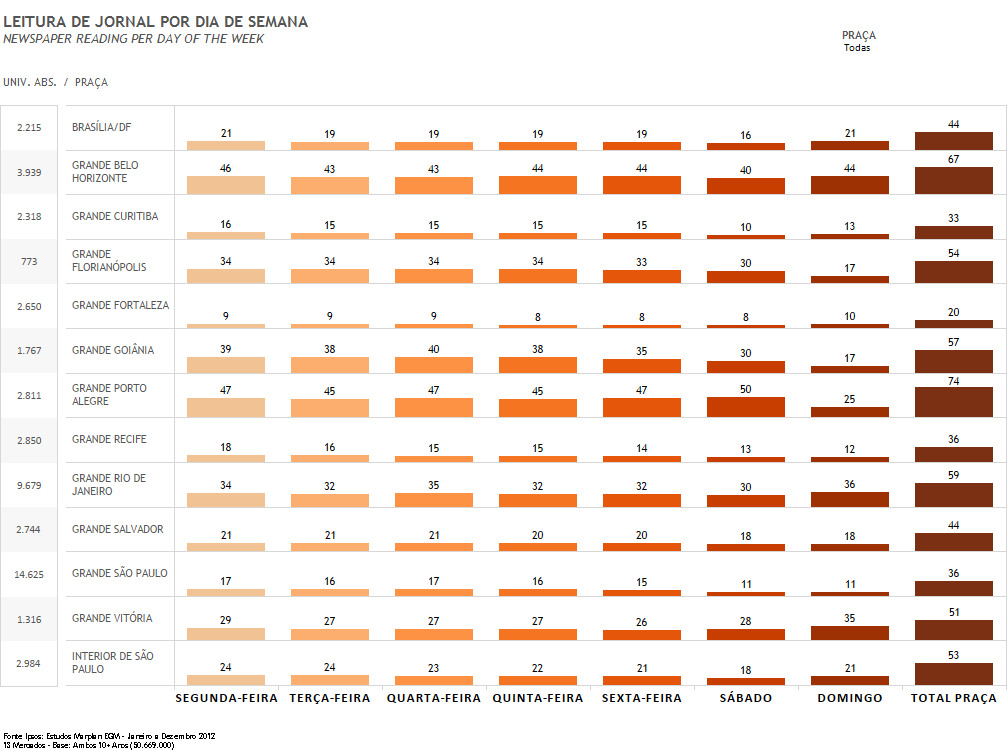 LEITURA DE JORNAL POR DIA DE SEMANA
NEWSPAPER READING PER DAY OF THE WEEK
PRAÇA
Todas
UNIV. ABS. / PRAÇA
2.215 BRASÍLIA/DF 21 19 19 19 19 16 21 44
3.939 GRANDE BELO
HORIZONTE 46 43 43 44 44 40 44 67
2.318 GRANDE CURITIBA 16 15 15 15 15 10 13 33
773 GRANDE
FLORIANÓPOLIS 34 34 34 34 33 30 17 54
2.650 GRANDE FORTALEZA 9 9 9 8 8 8 10 20
1.767 GRANDE GOIÂNIA 39 38 40 38 35 30 17 57
2.811 GRANDE PORTO
ALEGRE 47 45 47 45 47 50 25 74
2.850 GRANDE RECIFE 18 16 15 15 14 13 12 36
9.679 GRANDE RIO DE
JANEIRO 34 32 35 32 32 30 36 59
2.744 GRANDE SALVADOR 21 21 21 20 20 18 18 44
14.625 GRANDE SÃO PAULO 17 16 17 16 15 11 11 36
1.316 GRANDE VITÓRIA 29 27 27 27 26 28 35 51
2.984 INTERIOR DE SÃO
PAULO 24 24 23 22 21 18 21 53
SEGUNDA-FEIRA TERÇA-FEIRA QUARTA-FEIRA QUINTA-FEIRA SEXTA-FEIRA SÁBADO DOMINGO TOTAL PRAÇA
Fonte Ipsos: Estudos Marplan EGM - Janeiro a Dezembro 2012
13 Mercados - Base: Ambos 10+ Anos (50.669.000)